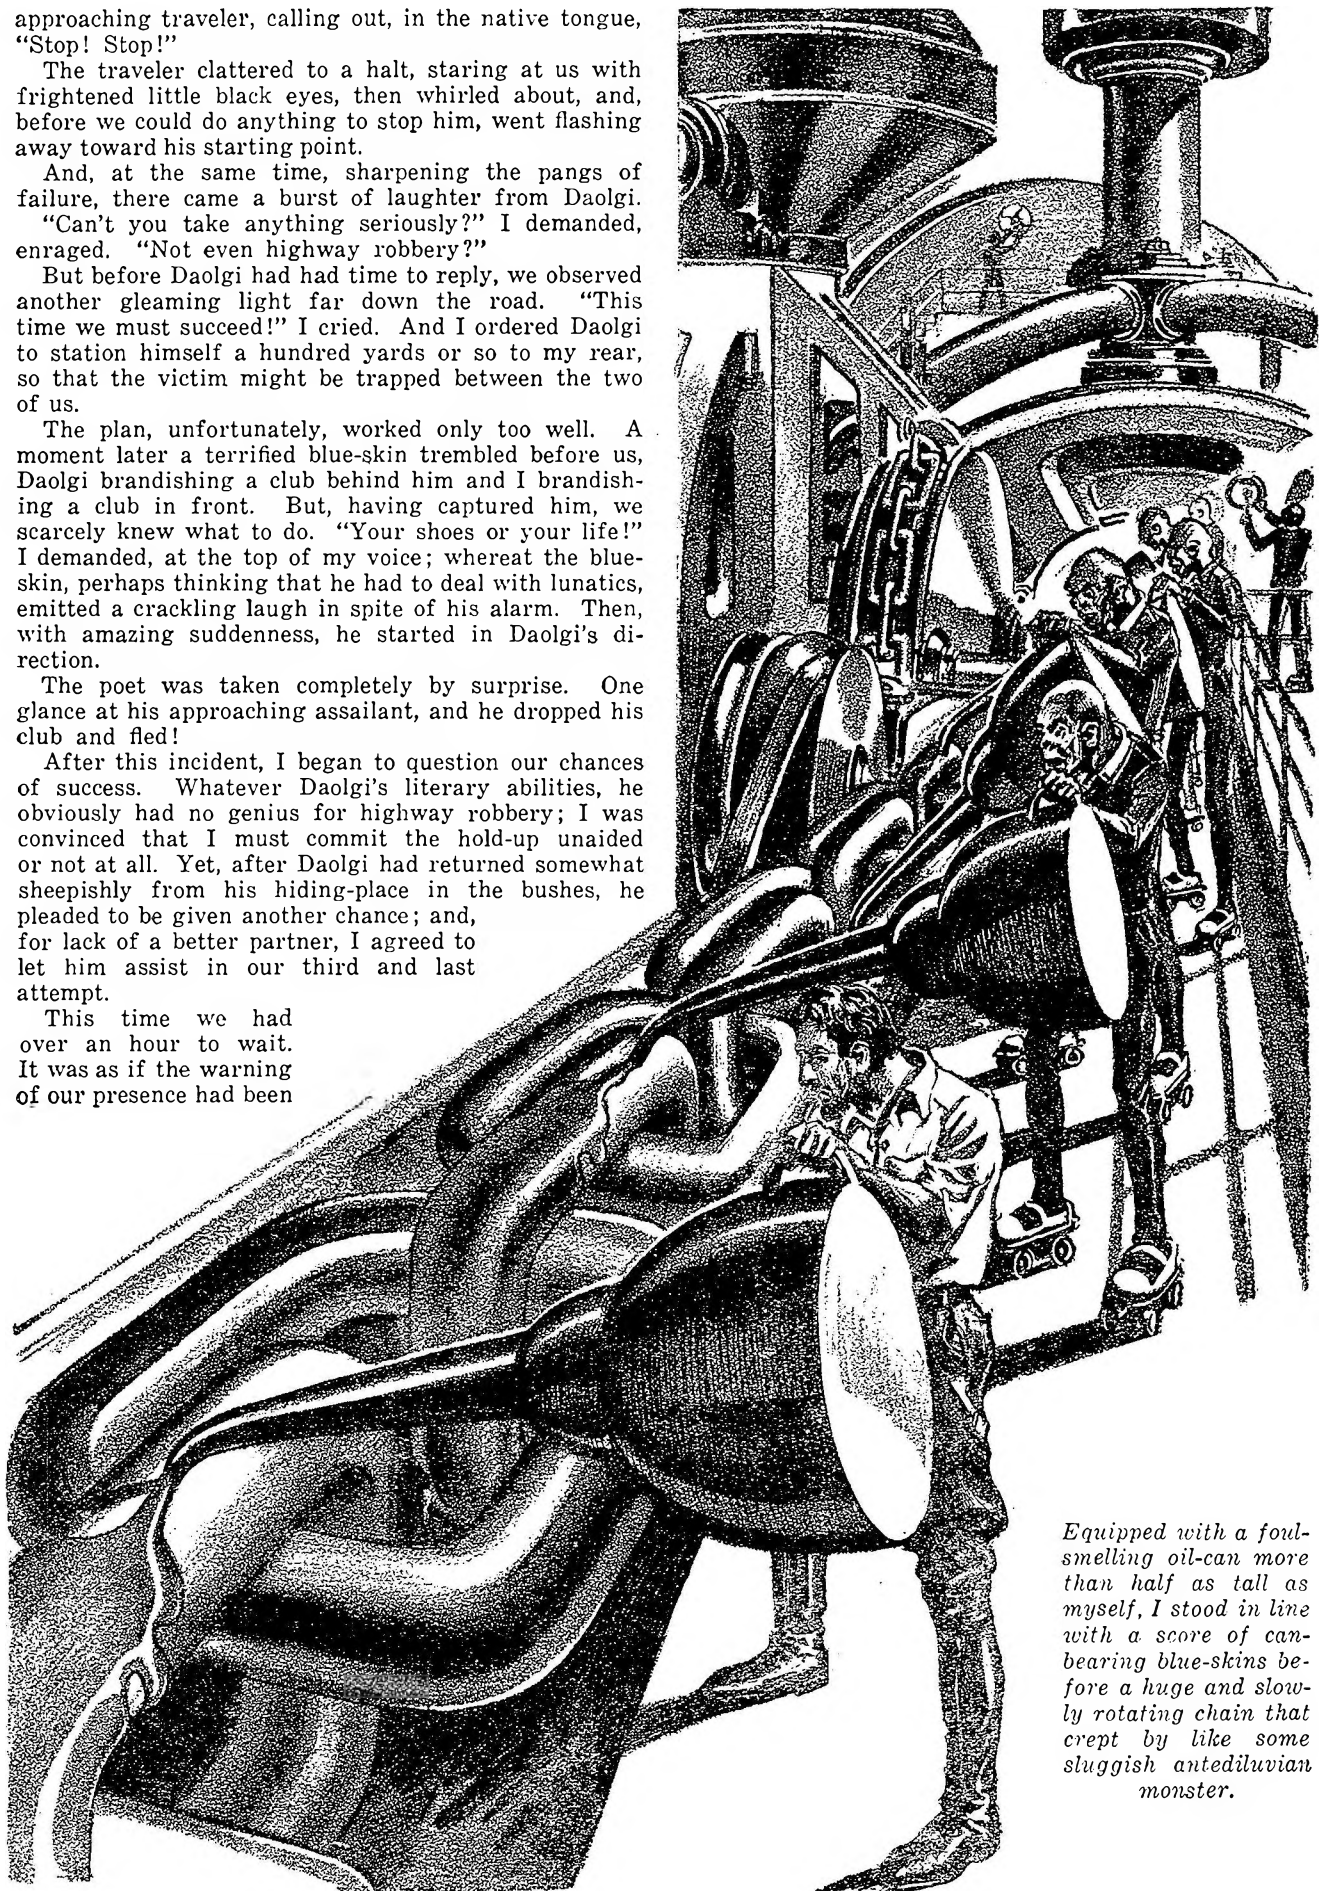 approaching traveler, calling out, in the native tongue,
“Stop! Stop!”
The traveler clattered to a halt, staring at us with
frightened little black eyes, then whirled about, and,
before we could do anything to stop him, went flashing
away toward his starting point.
And, at the same time, sharpening the pangs of
failure, there came a burst of laughter from Daolgi.
“Can’t you take anything seriously?” I demanded,
enraged. “Not even highway robbery?”
But before Daolgi had had time to reply, we observed
another gleaming light far down the road. “This
time we must succeed!” I cried. And I ordered Daolgi
to station himself a hundred yards or so to my rear,
so that the victim might be trapped between the two
of us.
The plan, unfortunately, worked only too well. A
moment later a terrified blue-skin trembled before us,
Daolgi brandishing a club behind him and I brandish-
ing a club in front. But, having captured him, we
scarcely knew what to do. “Your shoes or your life!”
I demanded, at the top of my voice; whereat the blue-
skin, perhaps thinking that he had to deal with lunatics,
emitted a crackling laugh in spite of his alarm. Then,
with amazing suddenness, he started in Daolgi’s di-
rection.
The poet was taken completely by surprise. One
glance at his approaching assailant, and he dropped his
club and fled!
After this incident, I began to question our chances
of success. Whatever Daolgi’s literary abilities, he
obviously had no genius for highway robbery; I was
convinced that I must commit the hold-up unaided
or not at all. Yet, after Daolgi had returned somewhat
sheepishly from his hiding-place in the bushes, he
pleaded to be given another chance; and,
for lack of a better partner, I agreed to
let him assist in our third and last
attempt.
This time we had
over an hour to wait.
It was as if the warning
of our presence had been
Equipped with a foul-
smelling oil-can more
than half as tall as
myself, I stood in line
with a score of can-
bearing blue-skins be-
fore a huge and slow-
ly rotating chain that
crept by like some
sluggish antediluvian
monster.